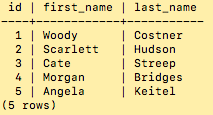 id | first_name | last_name
----+------------+-----------
  1 | Woody      | Costner
  2 | Scarlett   | Hudson
  3 | Cate       | Streep
  4 | Morgan     | Bridges
  5 | Angela     | Keitel
(5 rows)